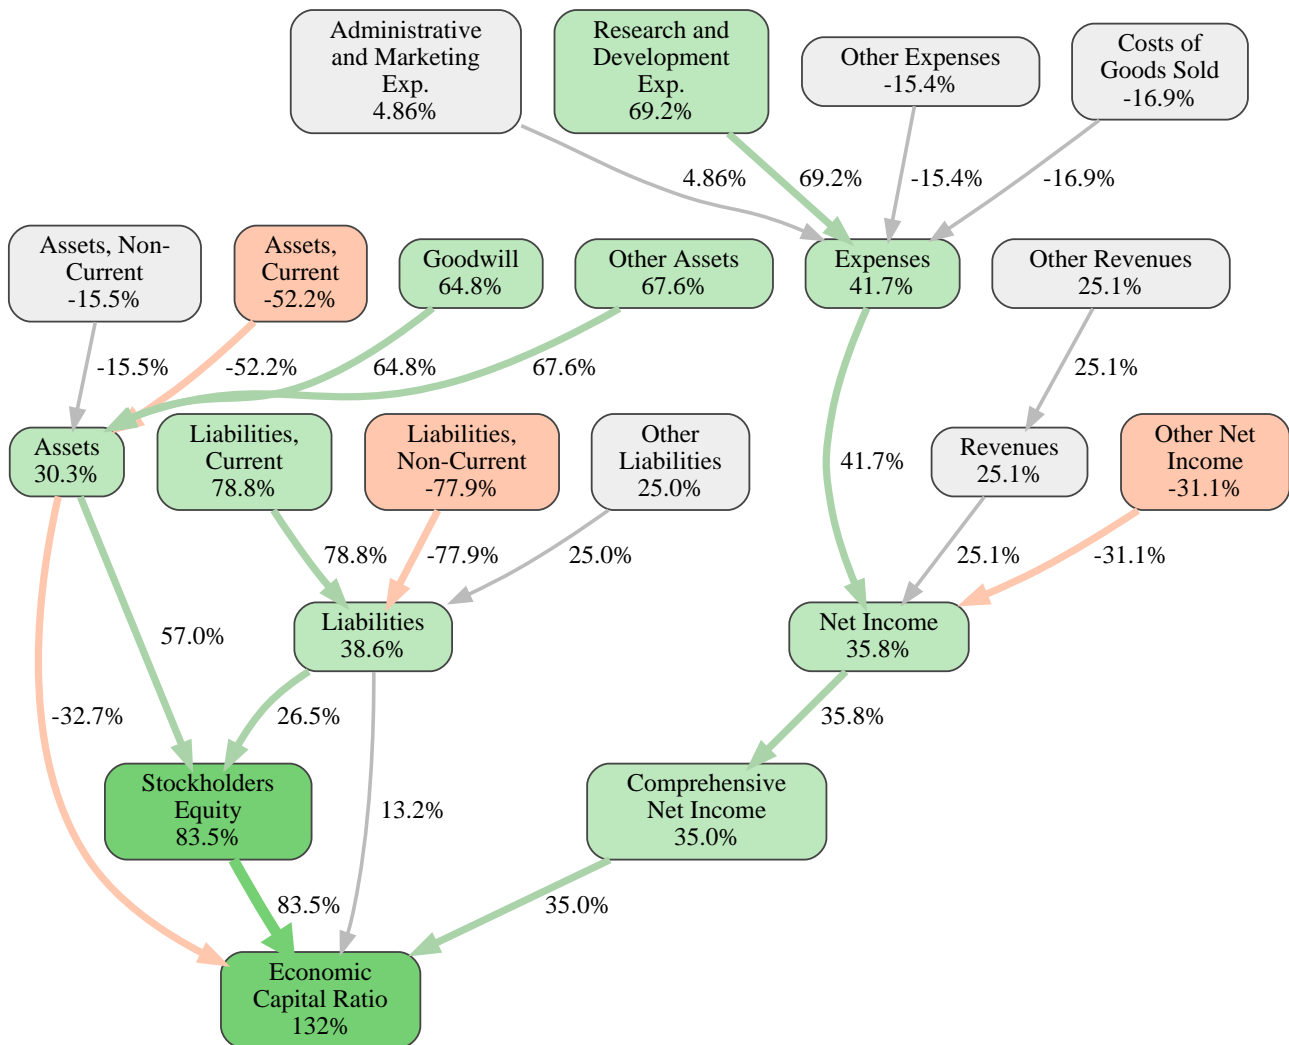 Administrative
and Marketing
Exp.
4.86%
Research and
Development
Exp.
69.2%
Other Expenses
-15.4%
Costs of
Goods Sold
-16.9%
4.86%
69.2%
-15.4%
-16.9%
Assets, Non-
Current
-15.5%
Assets,
Current
-52.2%
Goodwill
64.8%
Other Assets
67.6%
Expenses
41.7%
Other Revenues
25.1%
-15.5%
-52.2%
64.8%
67.6%
25.1%
Assets
30.3%
Liabilities,
Current
78.8%
Liabilities,
Non-Current
-77.9%
Other
Liabilities
25.0%
41.7%
Revenues
25.1%
Other Net
Income
-31.1%
78.8%
-77.9%
25.0%
25.1%
-31.1%
57.0%
Liabilities
38.6%
Net Income
35.8%
-32.7%
26.5%
35.8%
Stockholders
Equity
83.5%
13.2%
Comprehensive
Net Income
35.0%
83.5%
35.0%
Economic
Capital Ratio
132%